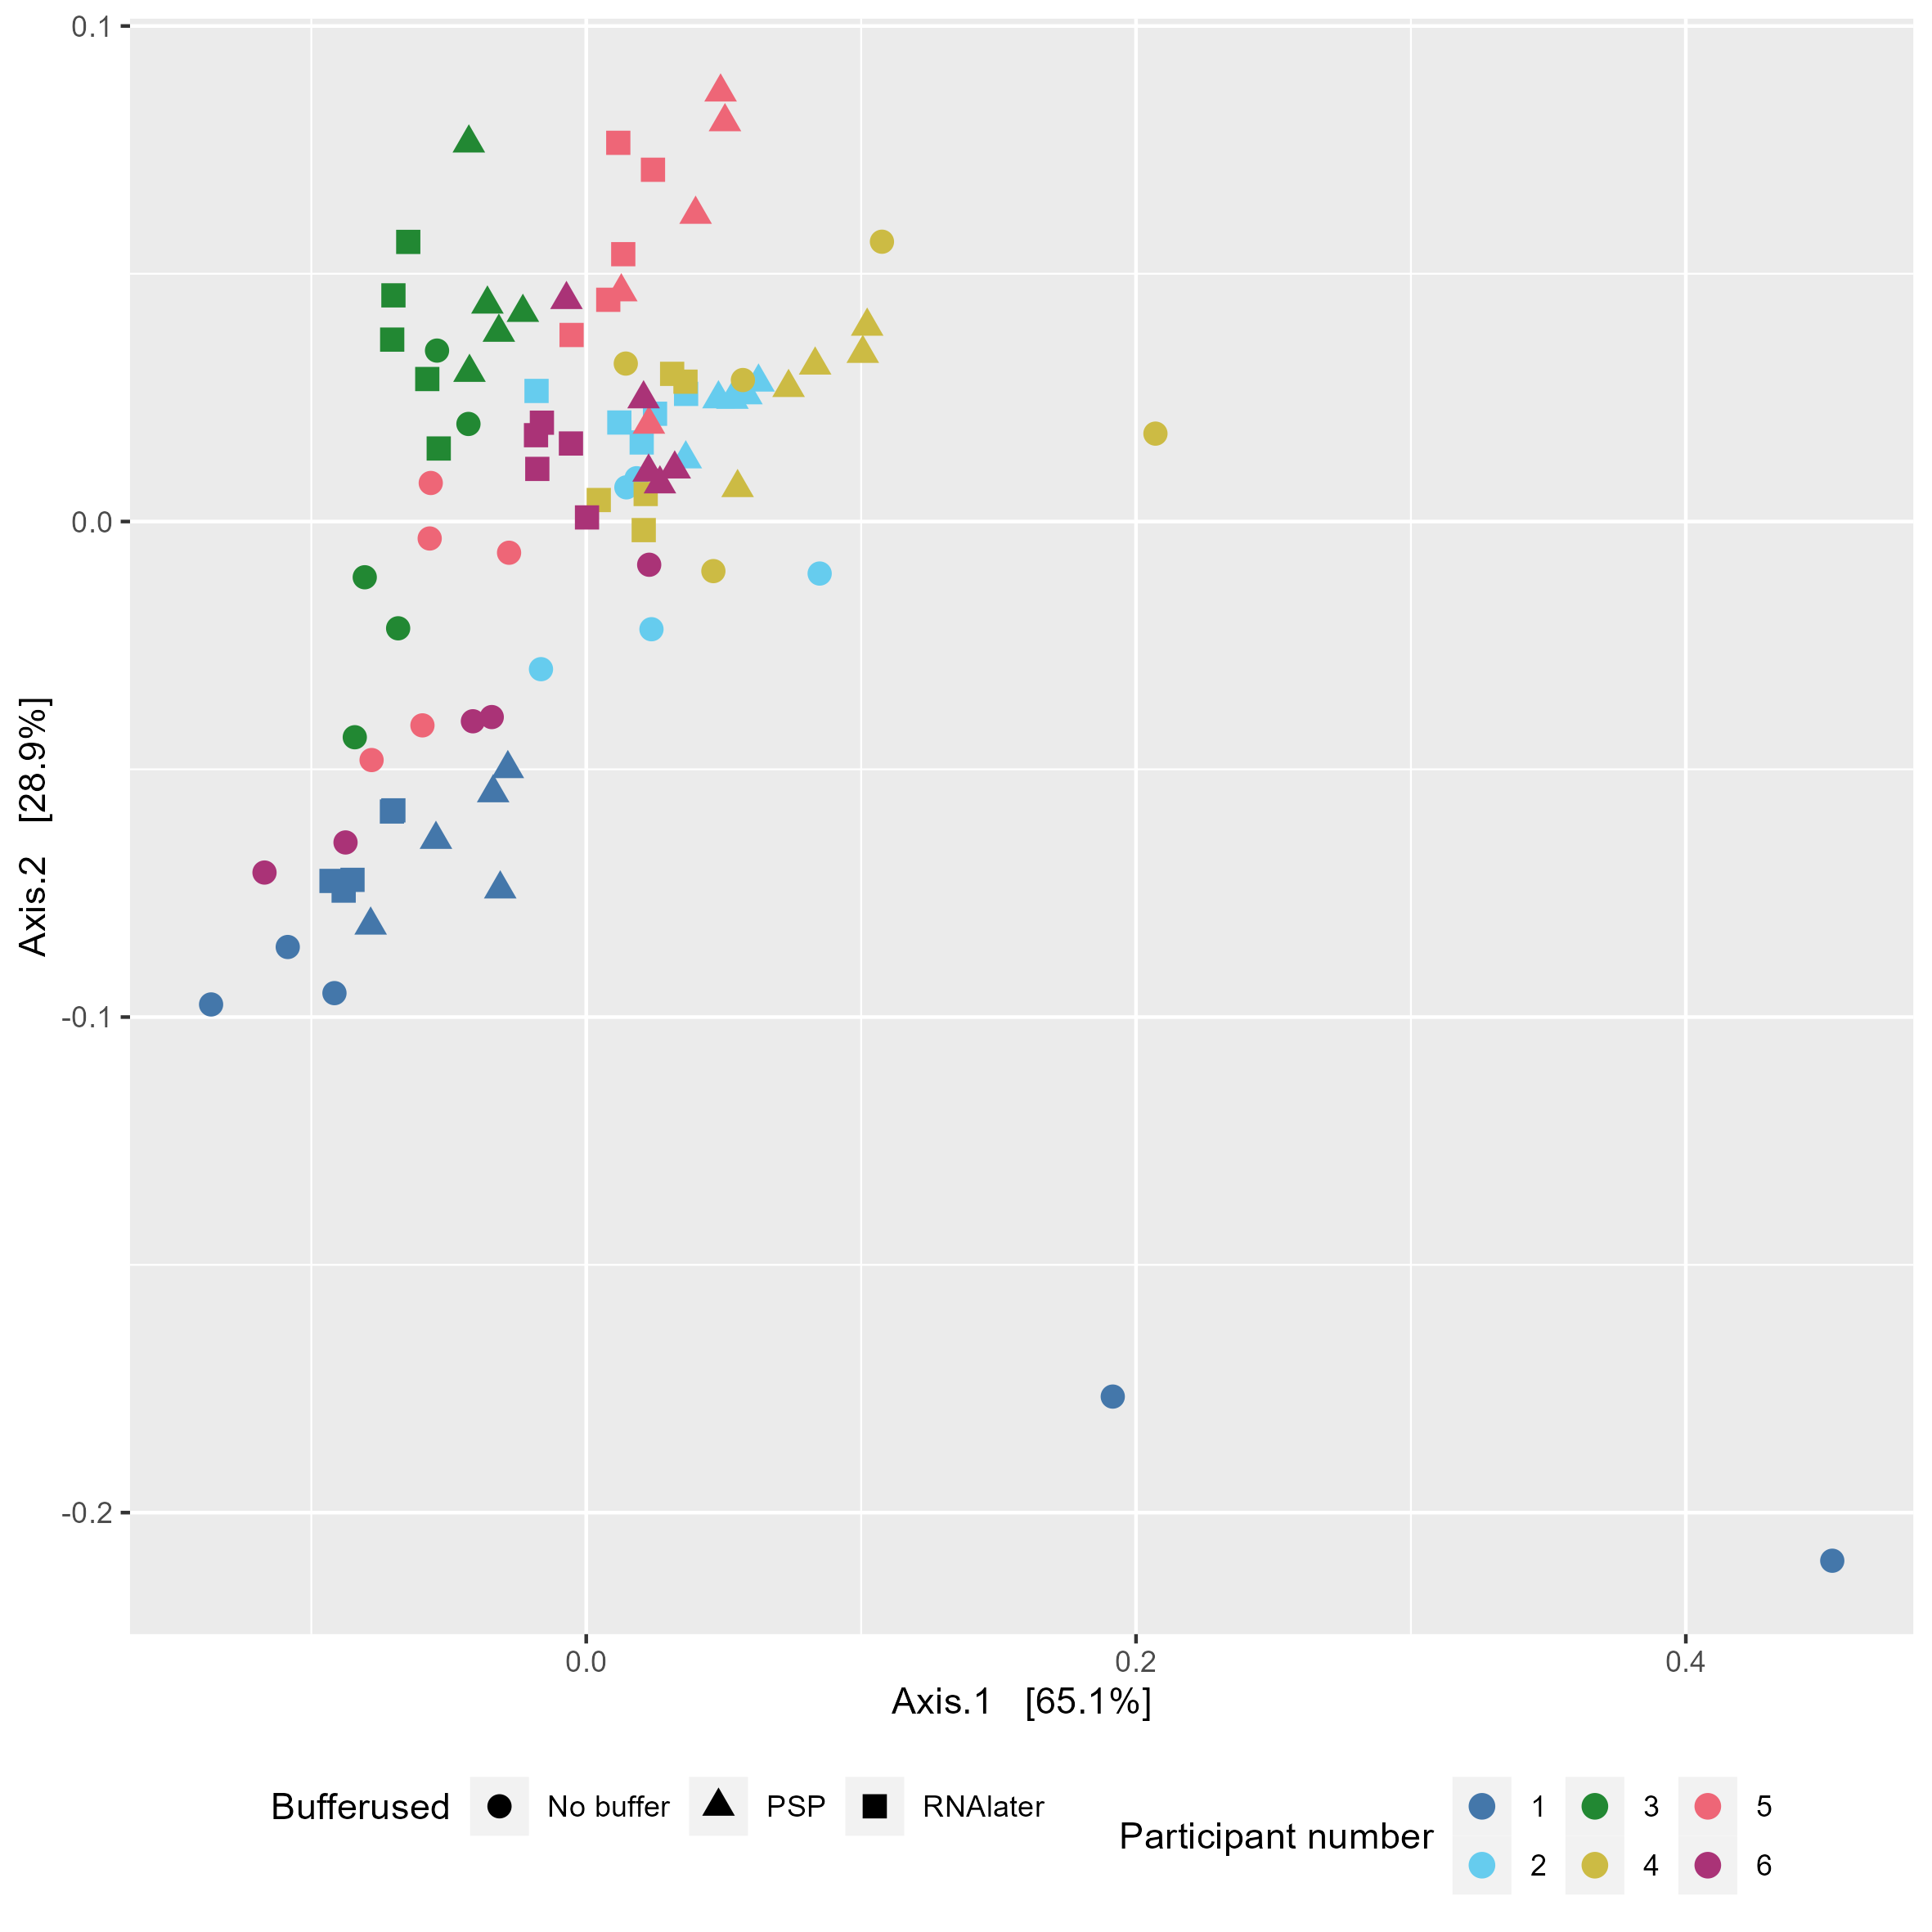 0.1
0.0
-0.1
-0.2
Axis.2 [28.9%]
0.0 0.2 0.4
Axis.1 [65.1%]
Bufferused No buffer PSP RNAlater
Participant number
1 3 5
2 4 6